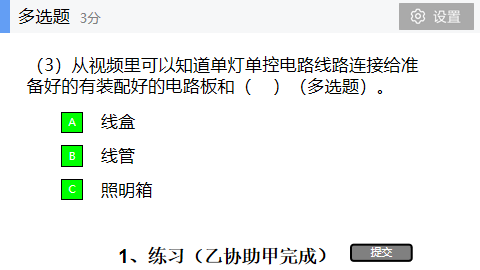 多选题 3分
设置
（3）从视频里可以知道单灯单控电路线路连接给准
备好的有装配好的电路板和（ ）（多选题）。
A 线盒
B 线管
C 照明箱
1、练习（乙协助甲完成）
提交